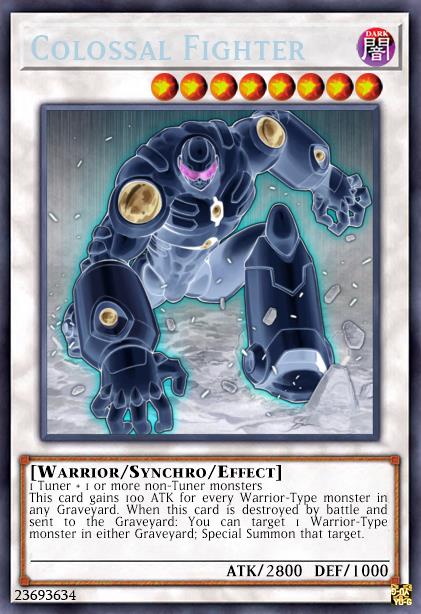 Colossal Fighter
DARK
闇
[Warrior/Synchro/Effect]
1 Tuner + 1 or more non-Tuner monsters
This card gains 100 ATK for every Warrior-Type monster in
any Graveyard. When this card is destroyed by battle and
sent to the Graveyard: You can target 1 Warrior-Type
monster in either Graveyard; Special Summon that target.
ATK/2800 DEF/1000
23693634